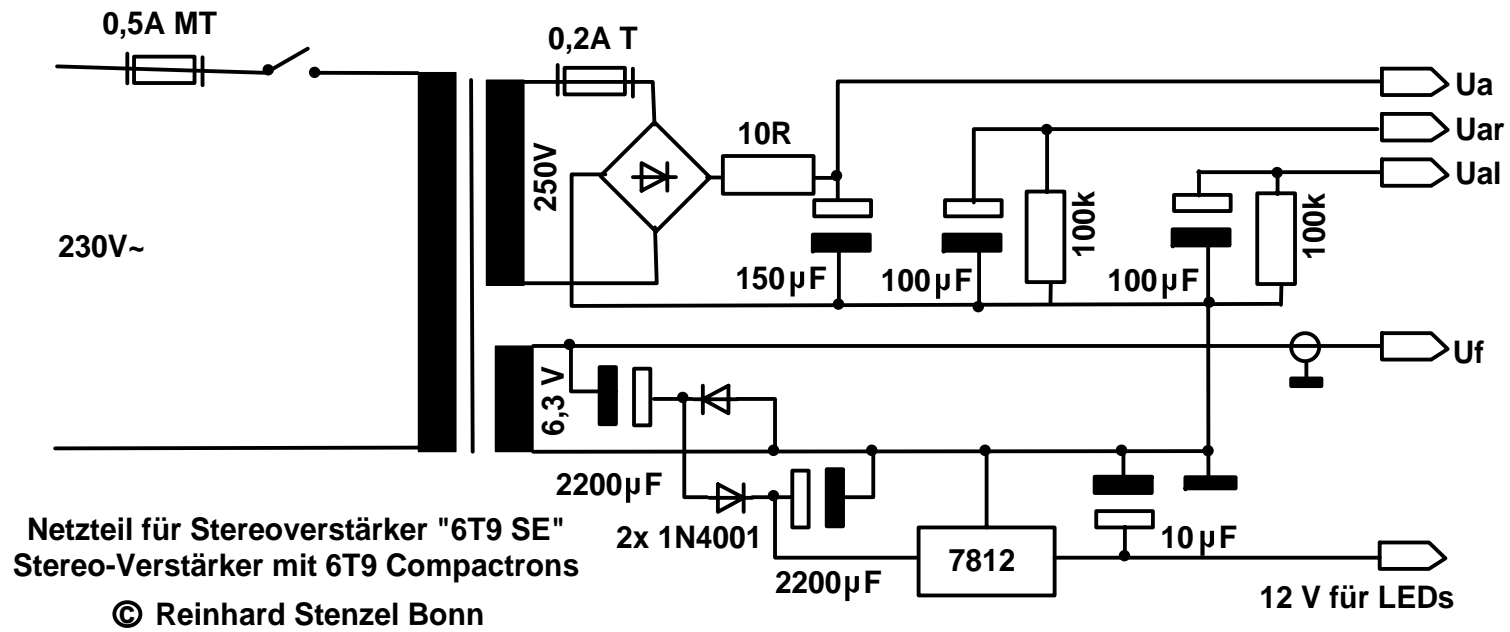 0,5A MT
0,2A T
Ua
10R
Uar
250V
Ual
100k
100k
230V~
150µF
100µF
100µF
Uf
6,3 V
2200µF
Netzteil für Stereoverstärker "6T9 SE"
2x 1N4001
7812
10µF
Stereo-Verstärker mit 6T9 Compactrons
2200µF
12 V für LEDs
© Reinhard Stenzel Bonn